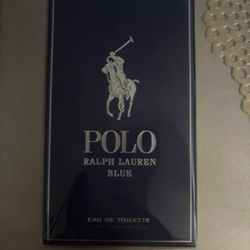 POLO
RALPH LAUREN
BLUE
EAU DE TOILETTE